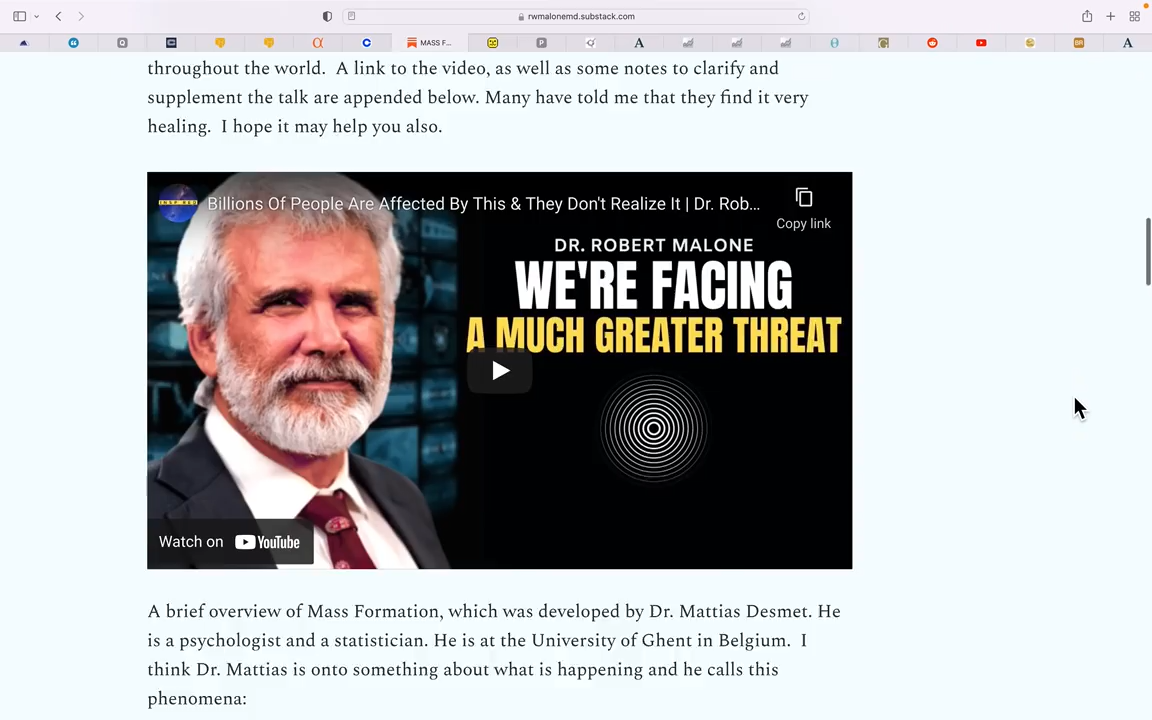 rwmalonemd.substack.com
MASS F...
throughout the world. A link to the video, as well as some notes to clarify and
supplement the talk are appended below. Many have told me that they find it very
healing. I hope it may help you also.
INSPIRED
Billions Of People Are Affected By This & They Don't Realize It | Dr. Rob...
Copy link
DR. ROBERT MALONE
WE'RE FACING
A MUCH GREATER THREAT
Watch on YouTube
A brief overview of Mass Formation, which was developed by Dr. Mattias Desmet. He
is a psychologist and a statistician. He is at the University of Ghent in Belgium. I
think Dr. Mattias is onto something about what is happening and he calls this
phenomena: